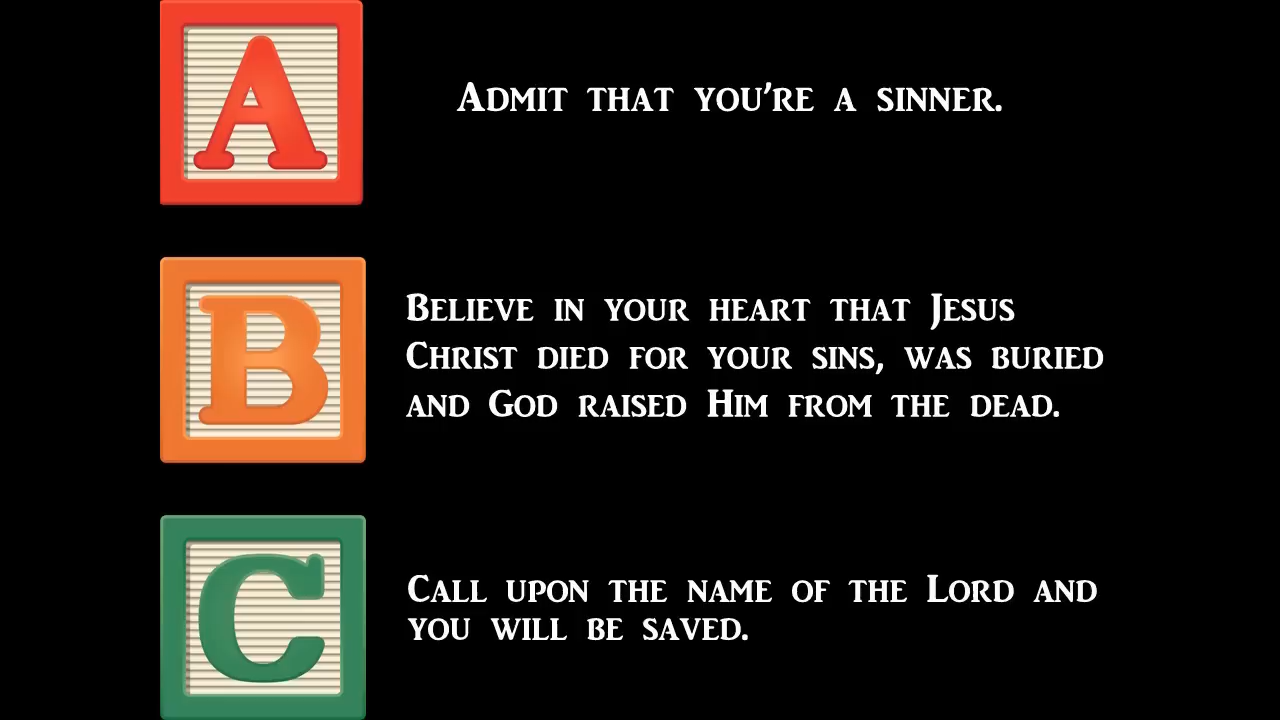 A
Admit that you're a sinner.
B
Believe in your heart that Jesus
Christ died for your sins, was buried
and God raised Him from the dead.
C
Call upon the name of the Lord and
you will be saved.